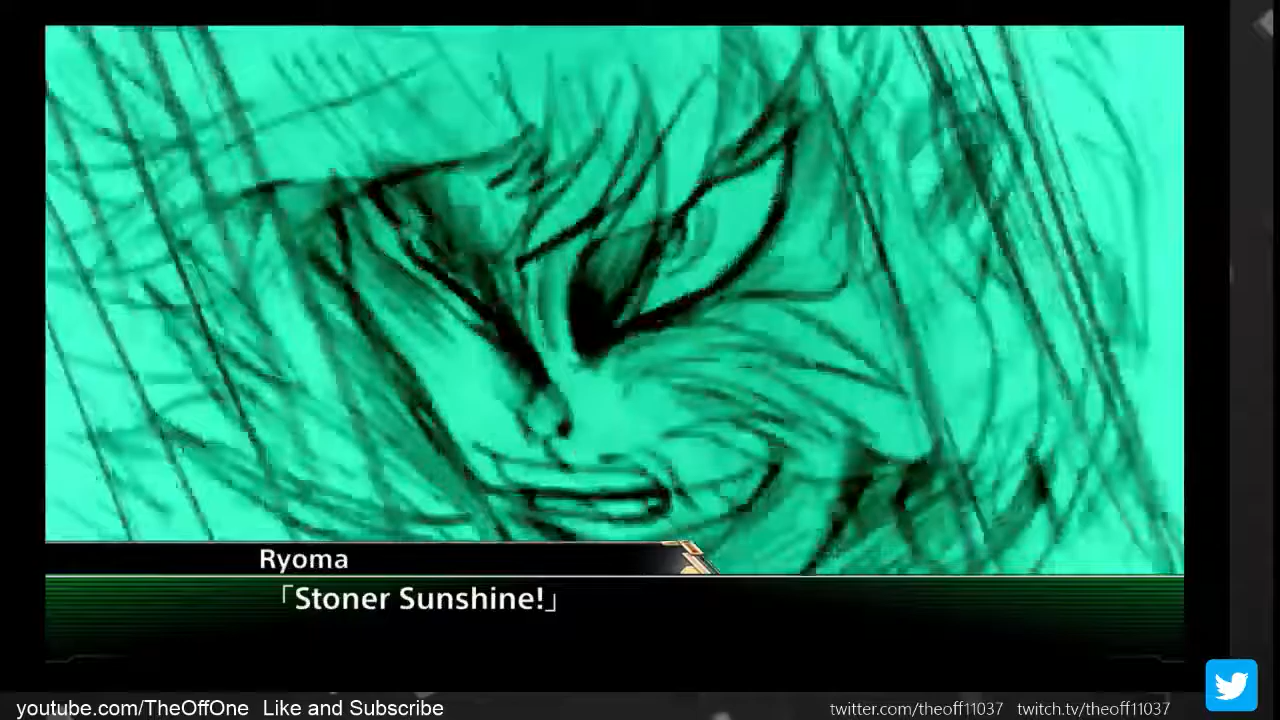 Ryoma
「Stoner Sunshine!」
youtube.com/TheOffOne Like and Subscribe
twitter.com/theoff11037 twitch.tv/theoff11037